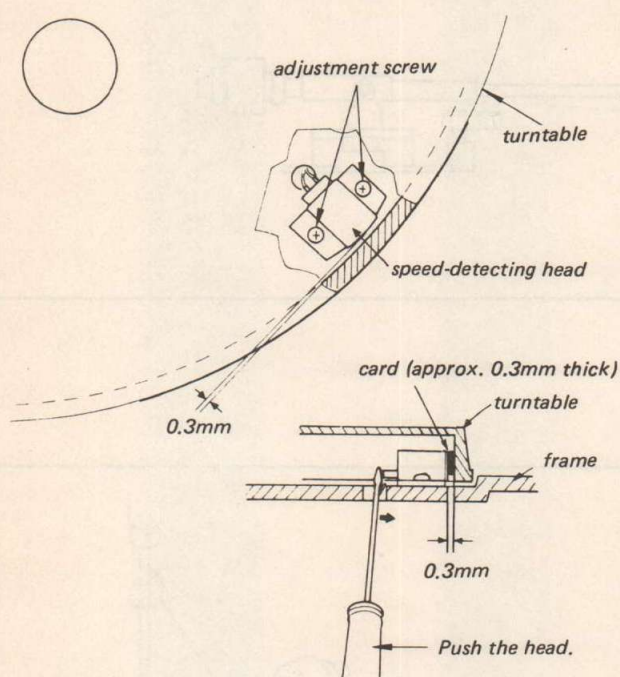 adjustment screw
turntable
speed-detecting head
0.3mm
card (approx. 0.3mm thick)
turntable
frame
0.3mm
Push the head.